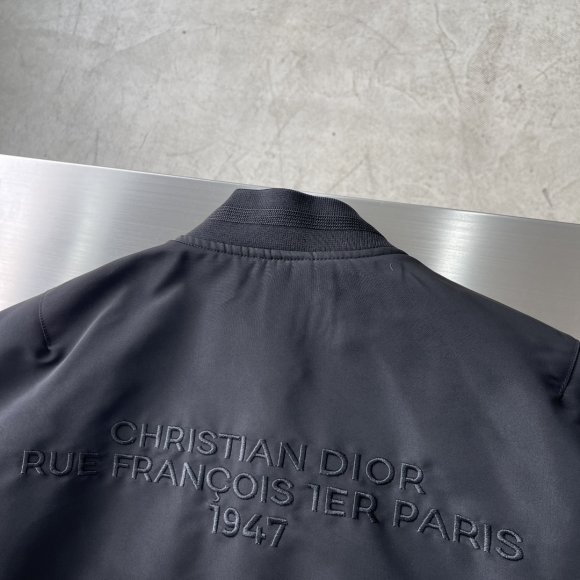 CHRISTIAN DIOR
RUE FRANÇOIS 1ER PARIS
1947